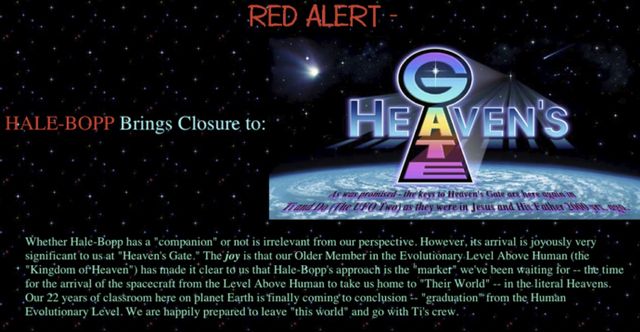 RED ALERT -
HALE-BOPP Brings Closure to:
HEAVEN'S
GATE
As was promised - the keys to Heaven's Gate are here again in
Ti and Do (The UFO Two) as they were in Jesus and His Father 2000 yrs. ago.
Whether Hale-Bopp has a "companion" or not is irrelevant from our perspective. However, its arrival is joyously very
significant to us at "Heaven's Gate." The joy is that our Older Member in the Evolutionary Level Above Human (the
"Kingdom of Heaven") has made it clear to us that Hale-Bopp's approach is the "marker" we've been waiting for -- the time
for the arrival of the spacecraft from the Level Above Human to take us home to "Their World" -- in the literal Heavens.
Our 22 years of classroom here on planet Earth is finally coming to conclusion -- "graduation" from the Human
Evolutionary Level. We are happily prepared to leave "this world" and go with Ti's crew.